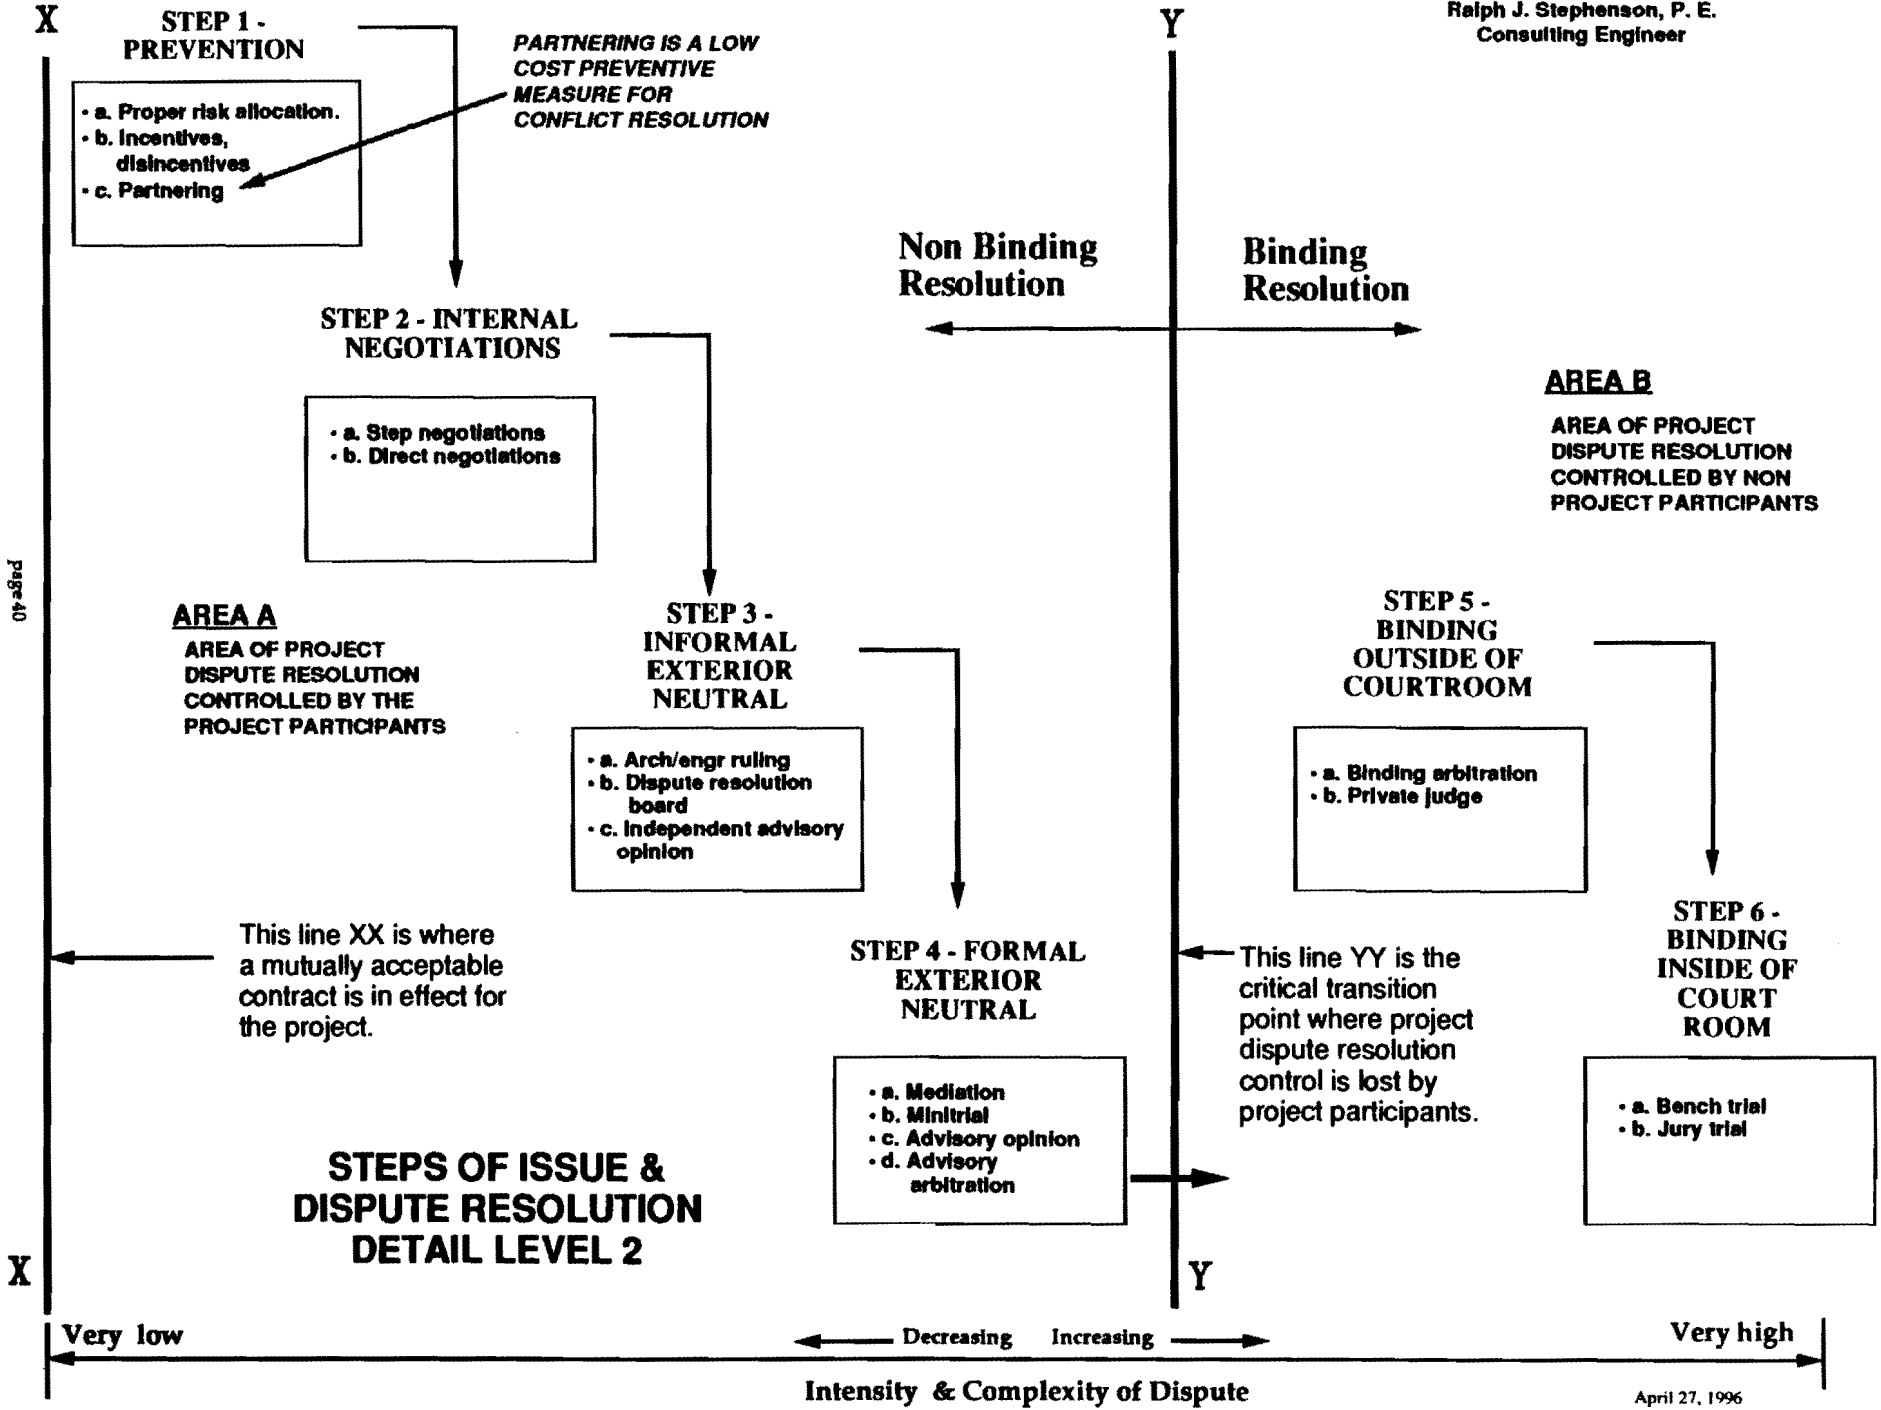 X
STEP 1 -
PREVENTION
PARTNERING IS A LOW
COST PREVENTIVE
MEASURE FOR
CONFLICT RESOLUTION
Y
Ralph J. Stephenson, P. E.
Consulting Engineer
• a. Proper risk allocation.
• b. Incentives,
disincentives
• c. Partnering
Non Binding
Resolution
Binding
Resolution
STEP 2 - INTERNAL
NEGOTIATIONS
• a. Step negotiations
• b. Direct negotiations
AREA B
AREA OF PROJECT
DISPUTE RESOLUTION
CONTROLLED BY NON
PROJECT PARTICIPANTS
page 40
AREA A
AREA OF PROJECT
DISPUTE RESOLUTION
CONTROLLED BY THE
PROJECT PARTICIPANTS
STEP 3 -
INFORMAL
EXTERIOR
NEUTRAL
• a. Arch/engr ruling
• b. Dispute resolution
board
• c. Independent advisory
opinion
STEP 5 -
BINDING
OUTSIDE OF
COURTROOM
• a. Binding arbitration
• b. Private judge
This line XX is where
a mutually acceptable
contract is in effect for
the project.
STEP 4 - FORMAL
EXTERIOR
NEUTRAL
• a. Mediation
• b. Minitrial
• c. Advisory opinion
• d. Advisory
arbitration
This line YY is the
critical transition
point where project
dispute resolution
control is lost by
project participants.
STEP 6 -
BINDING
INSIDE OF
COURT
ROOM
• a. Bench trial
• b. Jury trial
STEPS OF ISSUE &
DISPUTE RESOLUTION
DETAIL LEVEL 2
X
Y
Very low
Decreasing Increasing
Very high
Intensity & Complexity of Dispute
April 27, 1996